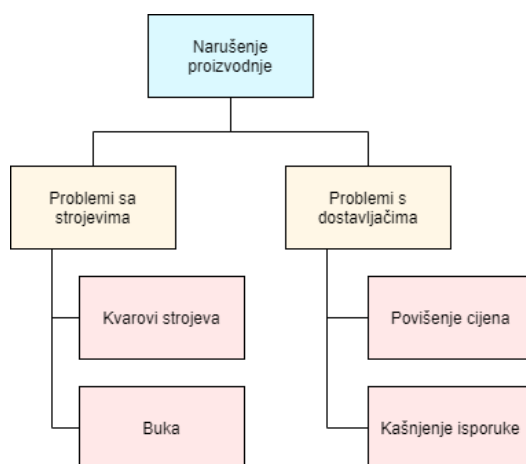 Narušenje
proizvodnje
Problemi sa
strojevima
Problemi s
dostavljačima
Kvarovi strojeva
Povišenje cijena
Buka
Kašnjenje isporuke